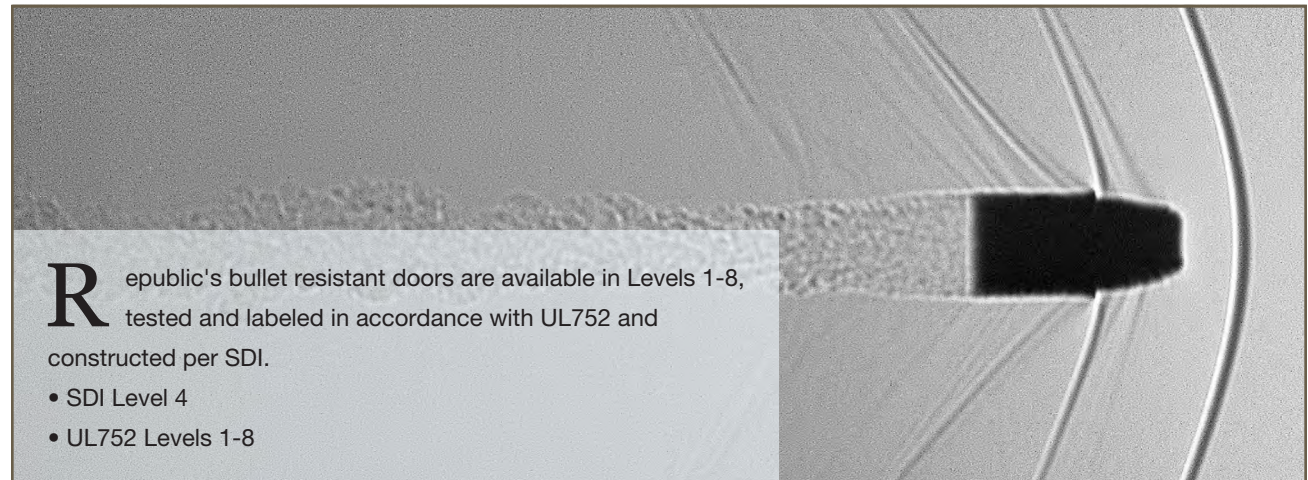 Republic's bullet resistant doors are available in Levels 1-8,
tested and labeled in accordance with UL752 and
constructed per SDI.
• SDI Level 4
• UL752 Levels 1-8